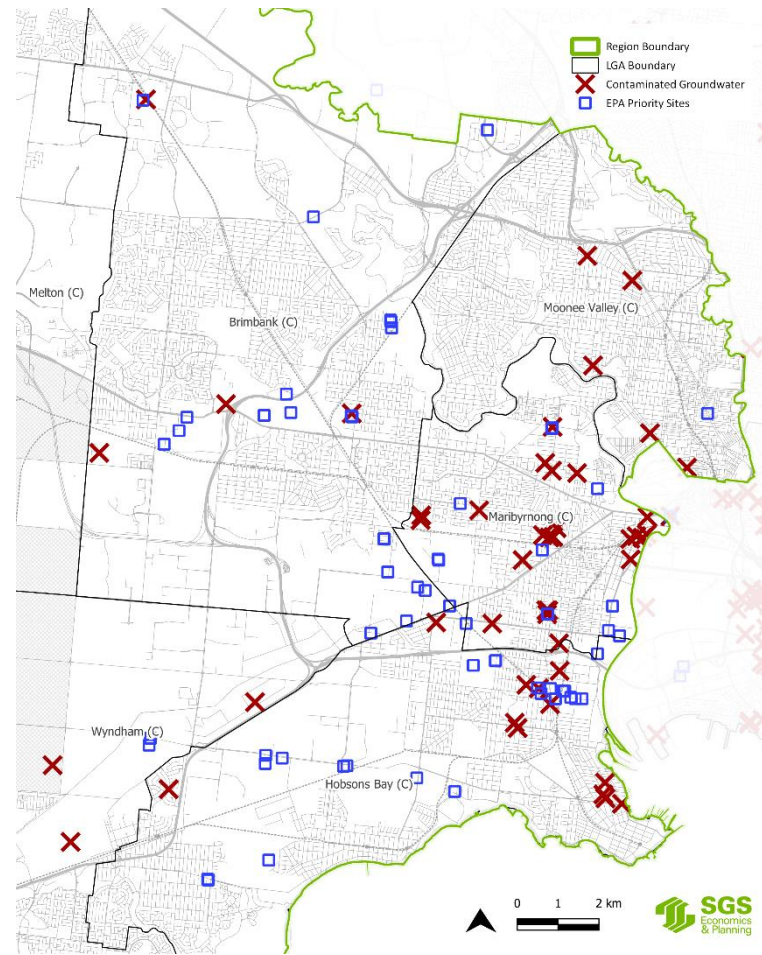 Region Boundary
LGA Boundary
Contaminated Groundwater
EPA Priority Sites
Melton (C)
Brimbank (C)
Moonee Valley (C)
Maribyrnong (C)
Wyndham (C)
Hobsons Bay (C)
0 1 2 km
SGS
Economics
& Planning